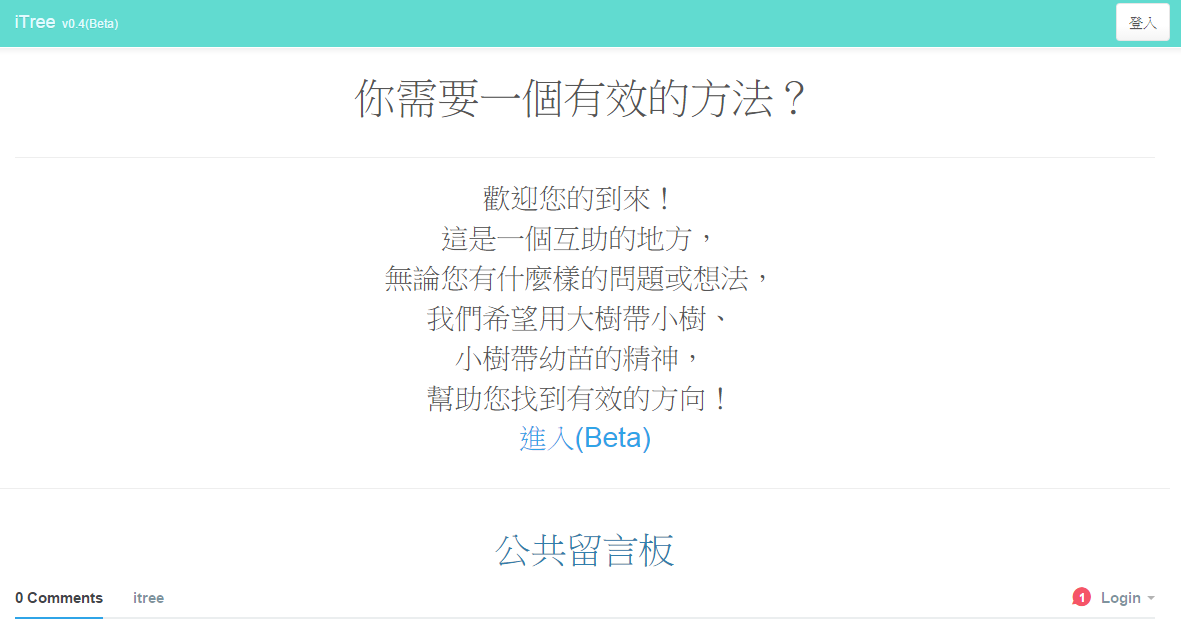 iTree v0.4(Beta)
登入
你需要一個有效的方法？
歡迎您的到來！
這是一個互助的地方，
無論您有什麼樣的問題或想法，
我們希望用大樹帶小樹、
小樹帶幼苗的精神，
幫助您找到有效的方向！
進入(Beta)
公共留言板
0 Comments
itree
1
Login